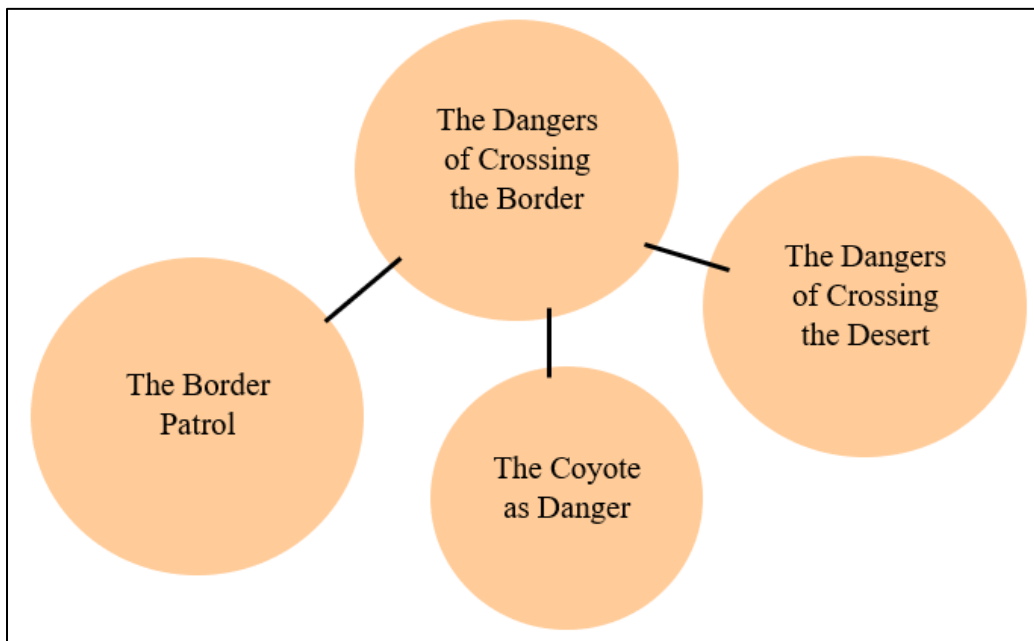 The Dangers
of Crossing
the Border
The Dangers
of Crossing
the Desert
The Border
Patrol
The Coyote
as Danger